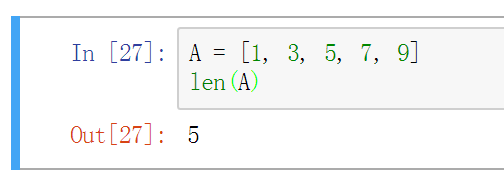 In [27]: A = [1, 3, 5, 7, 9]
len(A)
Out[27]: 5